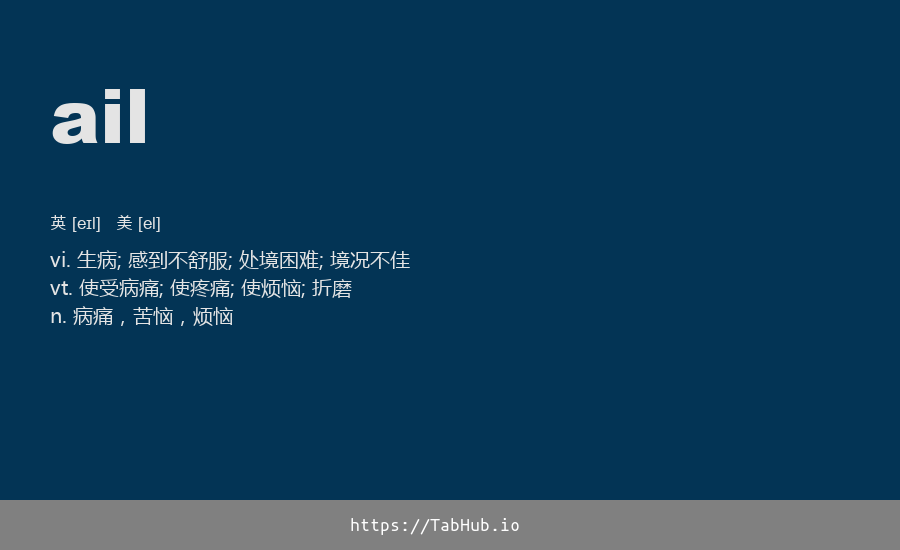 ail
英 [eɪl]  美 [el]
vi. 生病; 感到不舒服; 处境困难; 境况不佳
vt. 使受病痛; 使疼痛; 使烦恼; 折磨
n. 病痛，苦恼，烦恼
https://TabHub.io